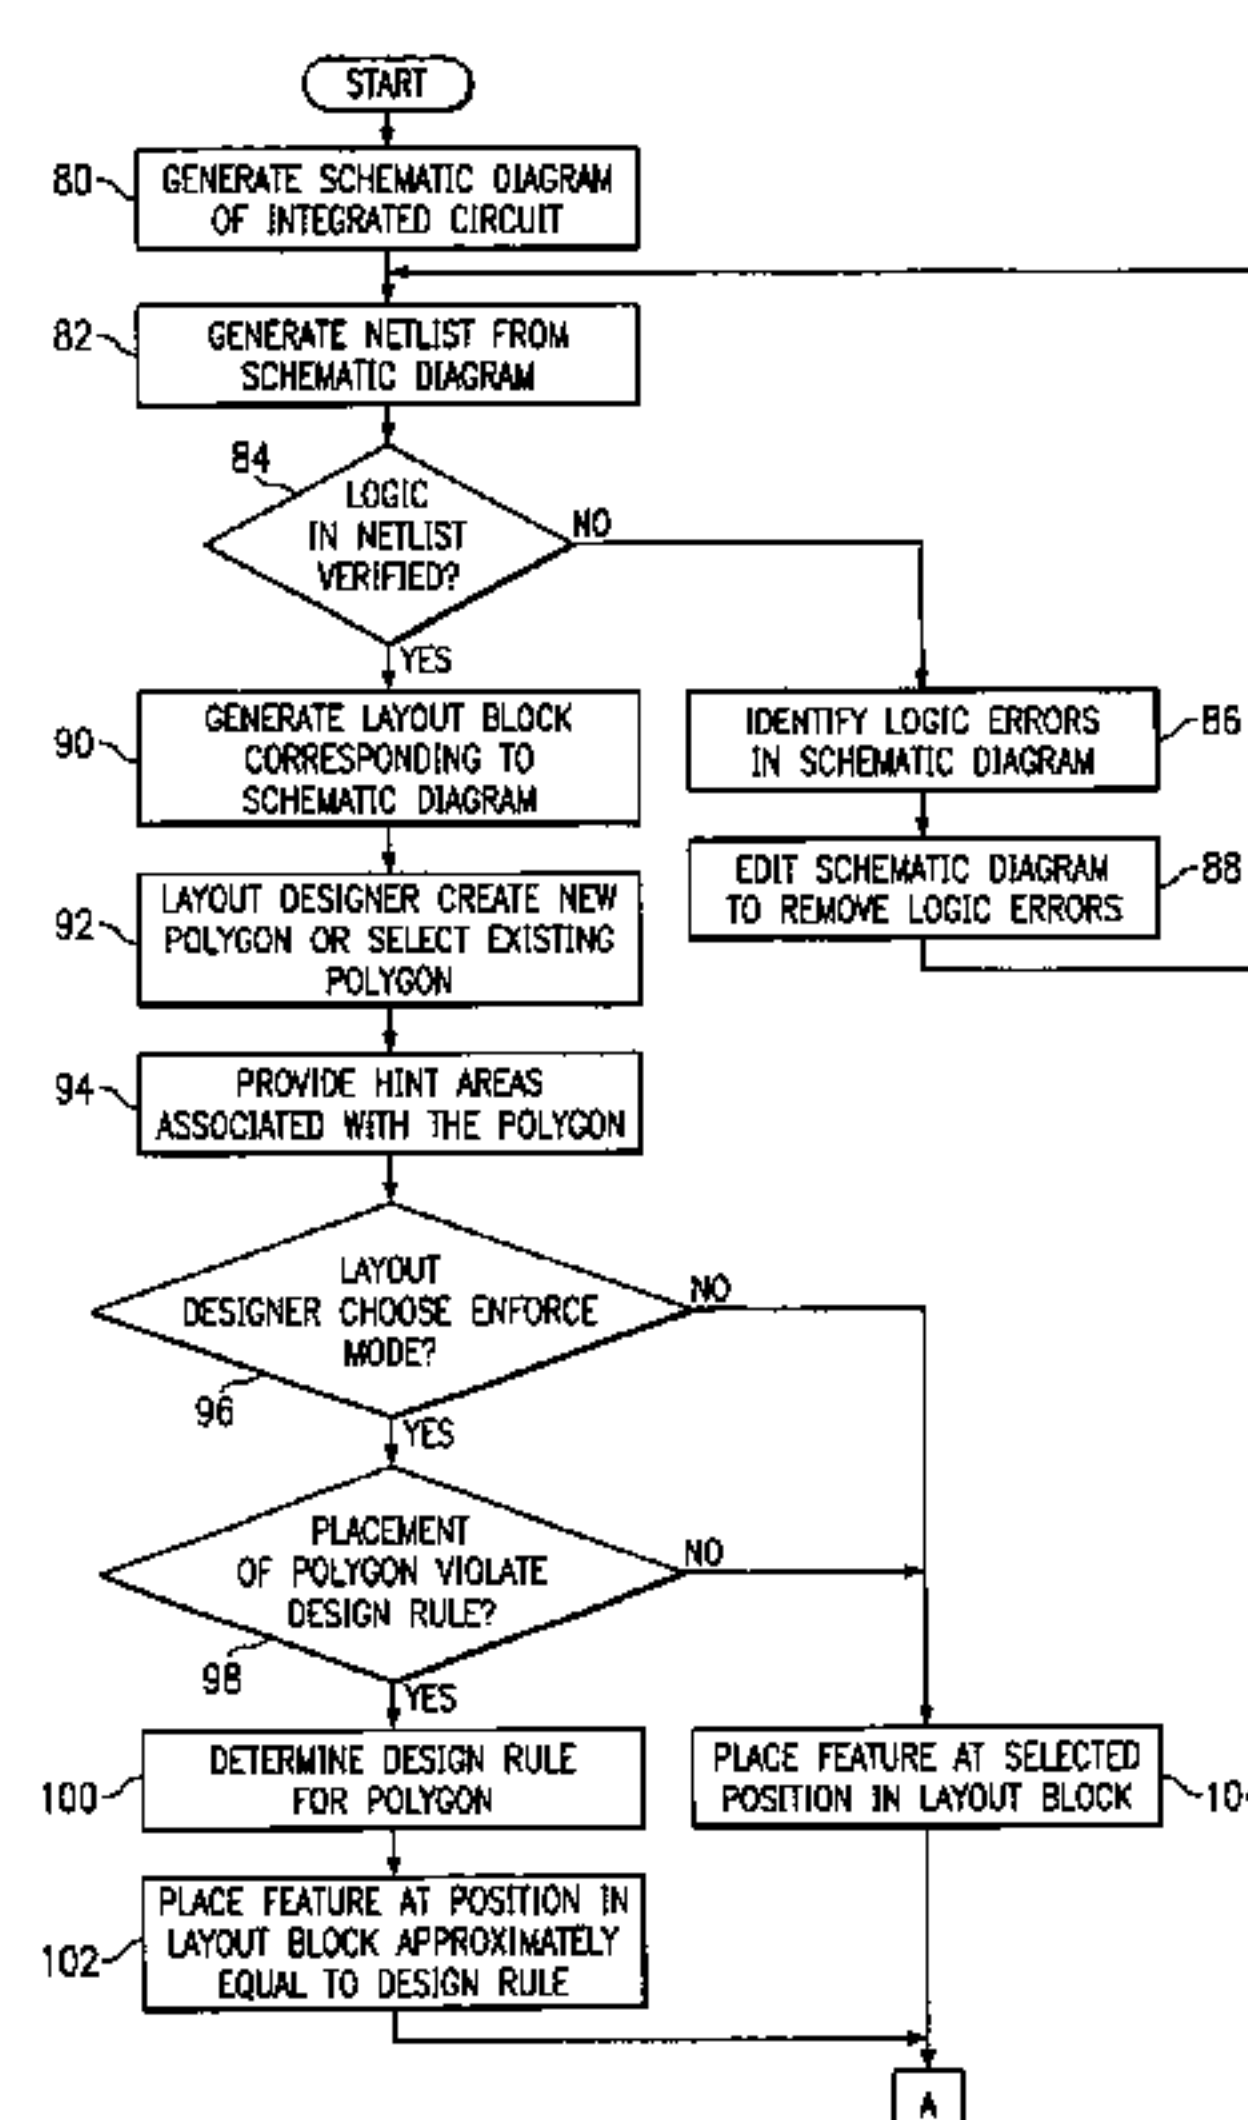 START
80
GENERATE SCHEMATIC DIAGRAM
OF INTEGRATED CIRCUIT
82
GENERATE NETLIST FROM
SCHEMATIC DIAGRAM
84
LOGIC
IN NETLIST
VERIFIED?
NO
YES
90
GENERATE LAYOUT BLOCK
CORRESPONDING TO
SCHEMATIC DIAGRAM
IDENTIFY LOGIC ERRORS
IN SCHEMATIC DIAGRAM
86
EDIT SCHEMATIC DIAGRAM
TO REMOVE LOGIC ERRORS
88
92
LAYOUT DESIGNER CREATE NEW
POLYGON OR SELECT EXISTING
POLYGON
94
PROVIDE HINT AREAS
ASSOCIATED WITH THE POLYGON
LAYOUT
DESIGNER CHOOSE ENFORCE
MODE?
NO
96
YES
PLACEMENT
OF POLYGON VIOLATE
DESIGN RULE?
NO
98
YES
100
DETERMINE DESIGN RULE
FOR POLYGON
PLACE FEATURE AT SELECTED
POSITION IN LAYOUT BLOCK
102
PLACE FEATURE AT POSITION IN
LAYOUT BLOCK APPROXIMATELY
EQUAL TO DESIGN RULE
A